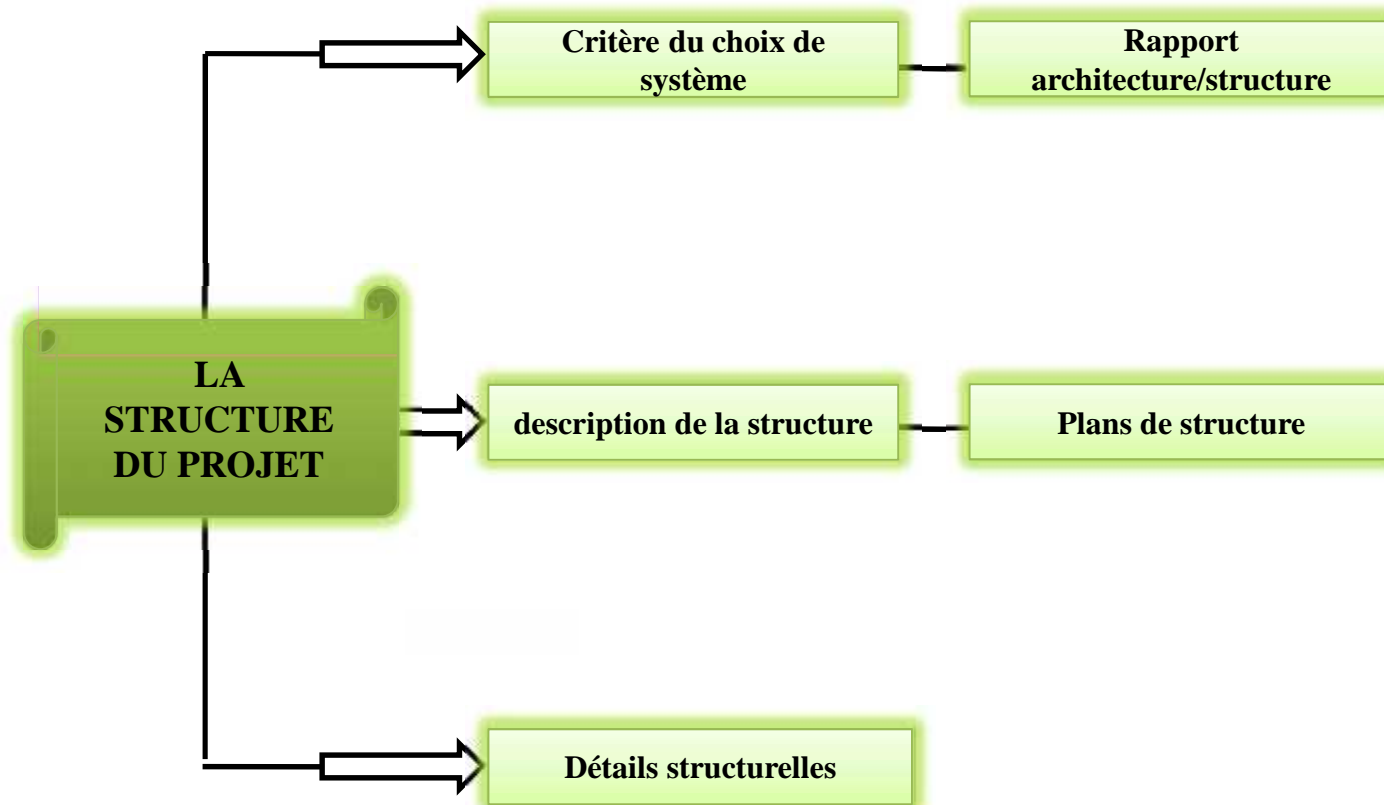 Critère du choix de
système
Rapport
architecture/structure
LA
STRUCTURE
DU PROJET
description de la structure
Plans de structure
Détails structurelles